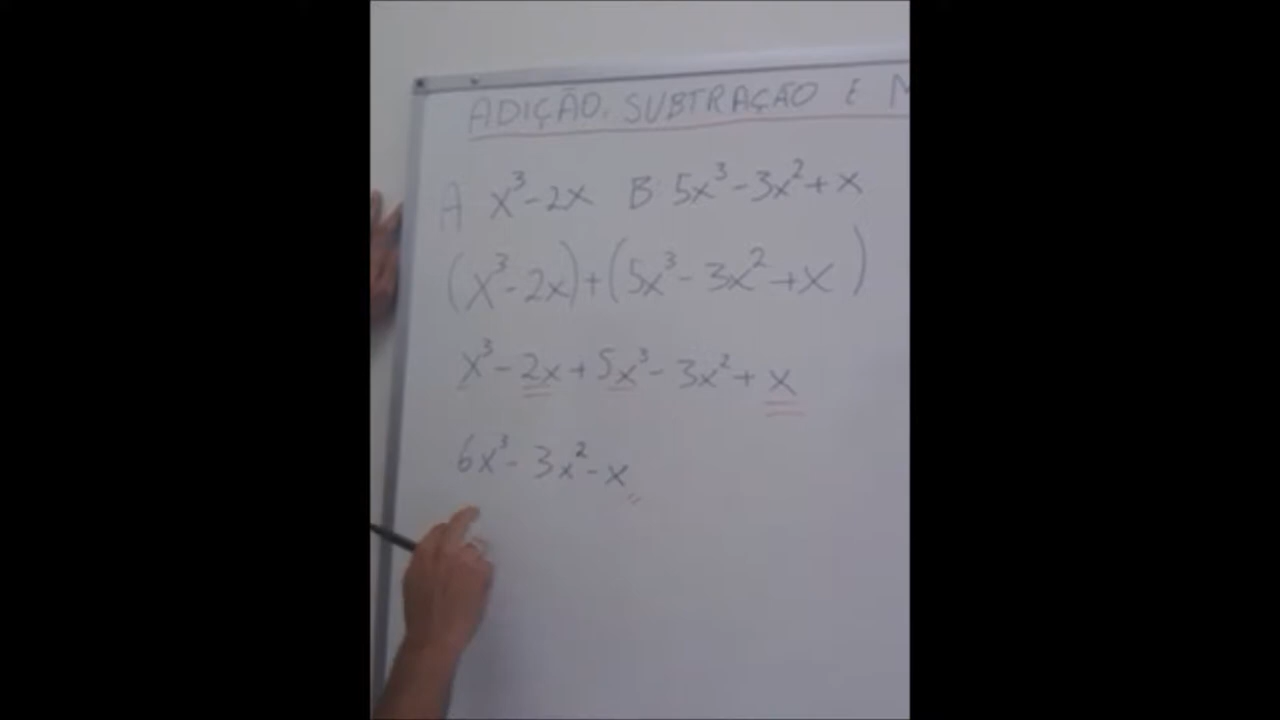 ADIÇÃO, SUBTRAÇÃO E
A x³-2x B: 5x³-3x²+x
(x³-2x)+(5x³-3x²+x)
x³-2x+5x³-3x²+x
6x³-3x²-x